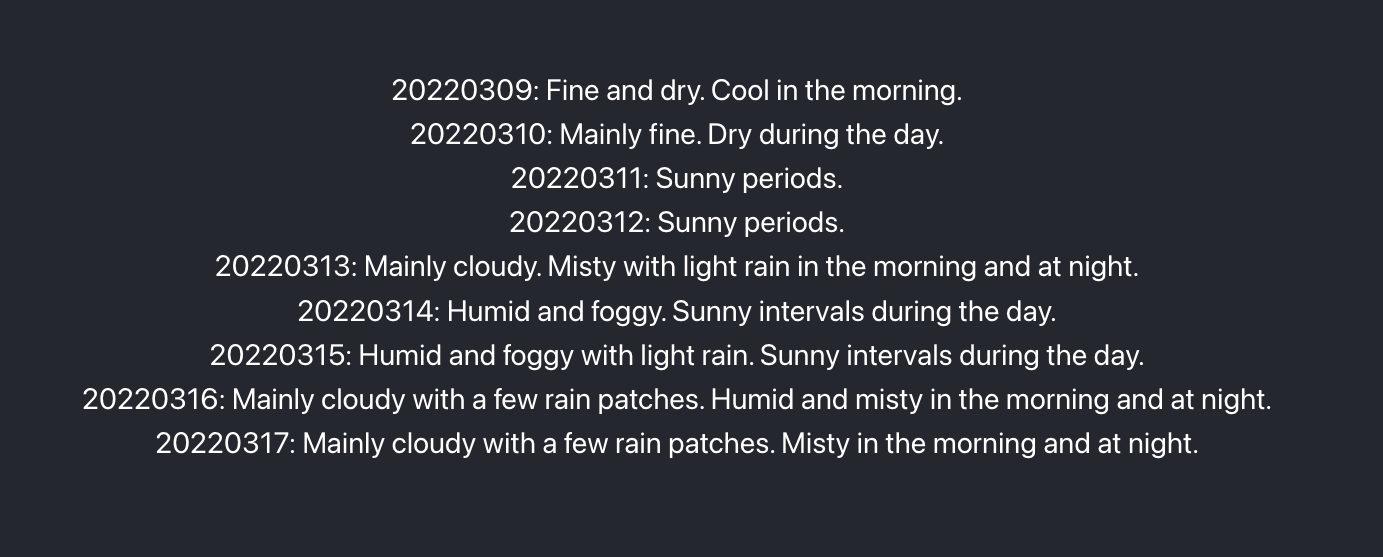 20220309: Fine and dry. Cool in the morning.
20220310: Mainly fine. Dry during the day.
20220311: Sunny periods.
20220312: Sunny periods.
20220313: Mainly cloudy. Misty with light rain in the morning and at night.
20220314: Humid and foggy. Sunny intervals during the day.
20220315: Humid and foggy with light rain. Sunny intervals during the day.
20220316: Mainly cloudy with a few rain patches. Humid and misty in the morning and at night.
20220317: Mainly cloudy with a few rain patches. Misty in the morning and at night.